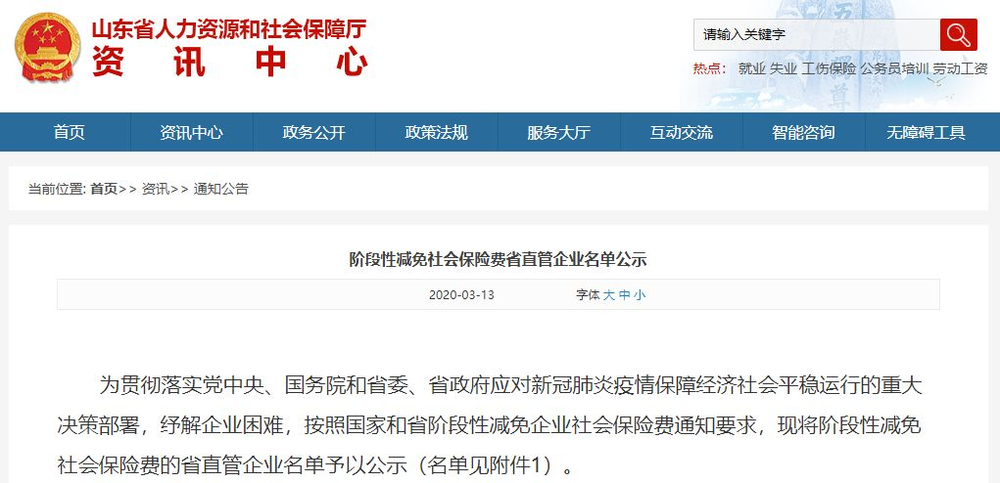 山东省人力资源和社会保障厅
资讯中心
请输入关键字
热点： 就业 失业 工伤保险 公务员培训 劳动工资
首页 资讯中心 政务公开 政策法规 服务大厅 互动交流 智能咨询 无障碍工具
当前位置: 首页>> 资讯>> 通知公告
阶段性减免社会保险费省直管企业名单公示
2020-03-13 字体 大 中 小
为贯彻落实党中央、国务院和省委、省政府应对新冠肺炎疫情保障经济社会平稳运行的重大
决策部署，纾解企业困难，按照国家和省阶段性减免企业社会保险费通知要求，现将阶段性减免
社会保险费的省直管企业名单予以公示（名单见附件1）。